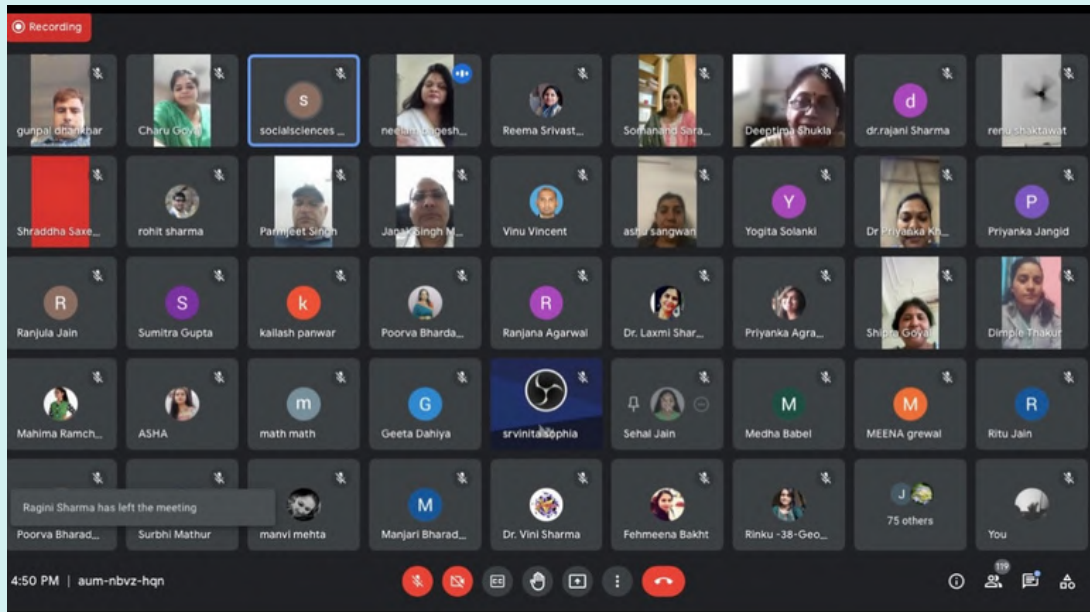 Recording
gunpal dhankhar
Charu Goyal
s
socialsciences ...
neelam bagesh...
Reema Srivast...
Somanand Sara...
Deeptima Shukla
d
dr.rajani Sharma
renu shaktawat
Shraddha Saxe...
rohit sharma
Parmjeet Singh
Janak Singh M...
Vinu Vincent
ashu sangwan
Y
Yogita Solanki
Dr Priyanka Kh...
P
Priyanka Jangid
R
Ranjula Jain
S
Sumitra Gupta
k
kailash panwar
Poorva Bharda...
R
Ranjana Agarwal
Dr. Laxmi Shar...
Priyanka Agra...
Shipra Goyal
Dimple Thakur
Mahima Ramch...
ASHA
m
math math
G
Geeta Dahiya
srvinitalsophia
Sehal Jain
M
Medha Babel
M
MEENA grewal
R
Ritu Jain
Ragini Sharma has left the meeting
Poorva Bharad...
Surbhi Mathur
manvi mehta
M
Manjari Bharad...
Dr. Vini Sharma
Fehmeena Bakht
Rinku -38-Geo...
J
75 others
You
4:50 PM | aum-nbvz-hqn
CC
119